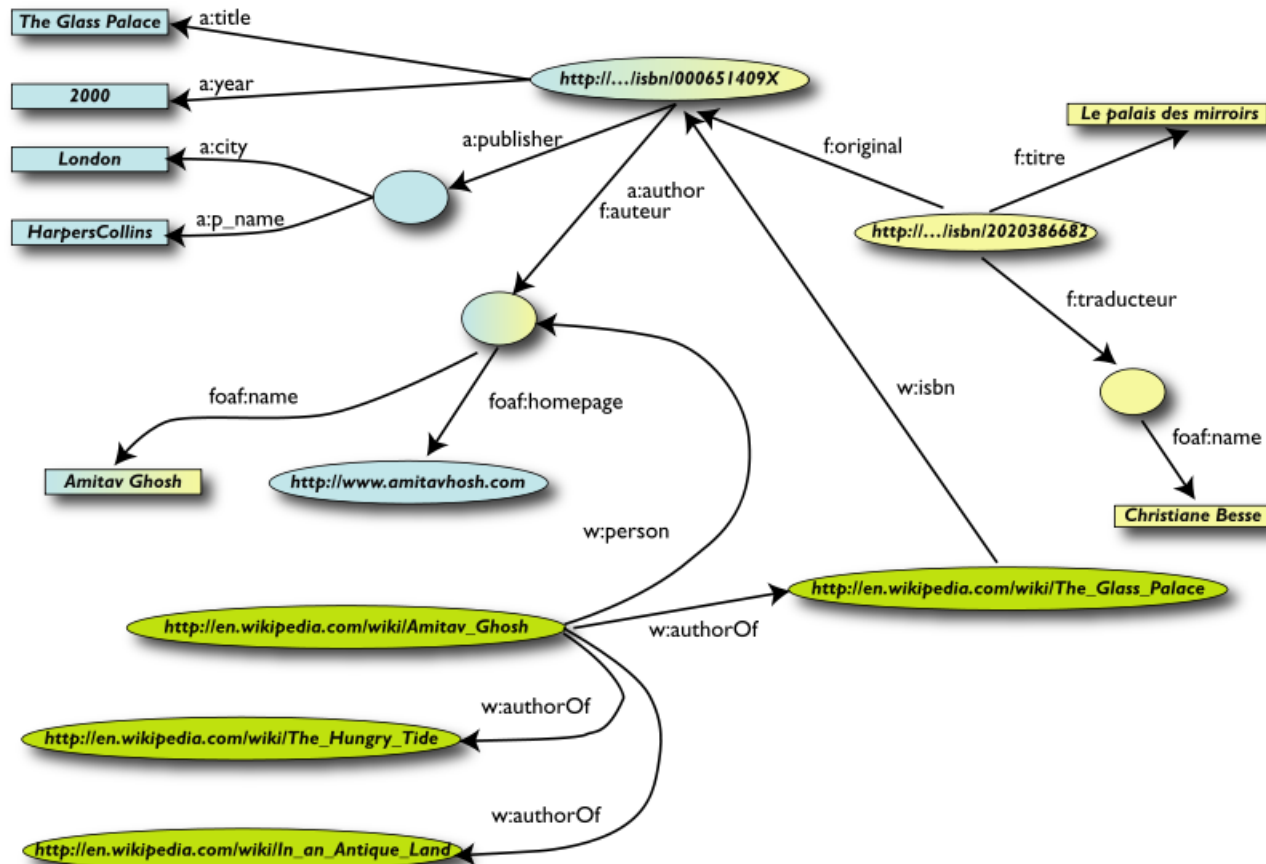 The Glass Palace
a:title
http://…/isbn/000651409X
a:year
2000
Le palais des mirroirs
a:publisher
f:original
a:city
London
f:titre
a:author
f:auteur
a:p_name
HarpersCollins
http://…/isbn/2020386682
f:traducteur
w:isbn
foaf:name
foaf:homepage
foaf:name
Amitav Ghosh
http://www.amitavhosh.com
Christiane Besse
w:person
http://en.wikipedia.com/wiki/The_Glass_Palace
http://en.wikipedia.com/wiki/Amitav_Ghosh
w:authorOf
w:authorOf
http://en.wikipedia.com/wiki/The_Hungry_Tide
w:authorOf
http://en.wikipedia.com/wiki/In_an_Antique_Land